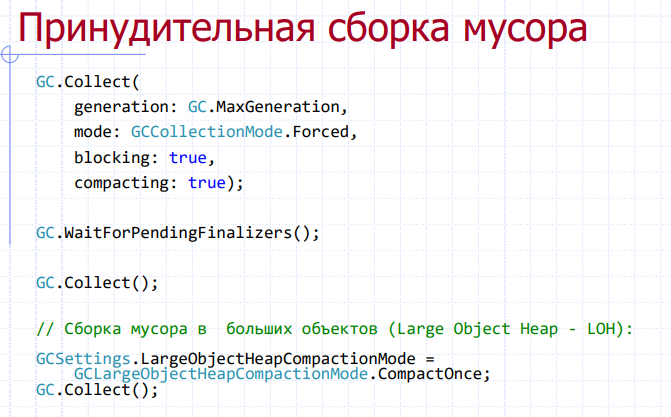 Принудительная сборка мусора
GC.Collect(
generation: GC.MaxGeneration,
mode: GCCollectionMode.Forced,
blocking: true,
compacting: true);
GC.WaitForPendingFinalizers();
GC.Collect();
// Сборка мусора в  больших объектов (Large Object Heap - LOH):
GCSettings.LargeObjectHeapCompactionMode =
GCLargeObjectHeapCompactionMode.CompactOnce;
GC.Collect();